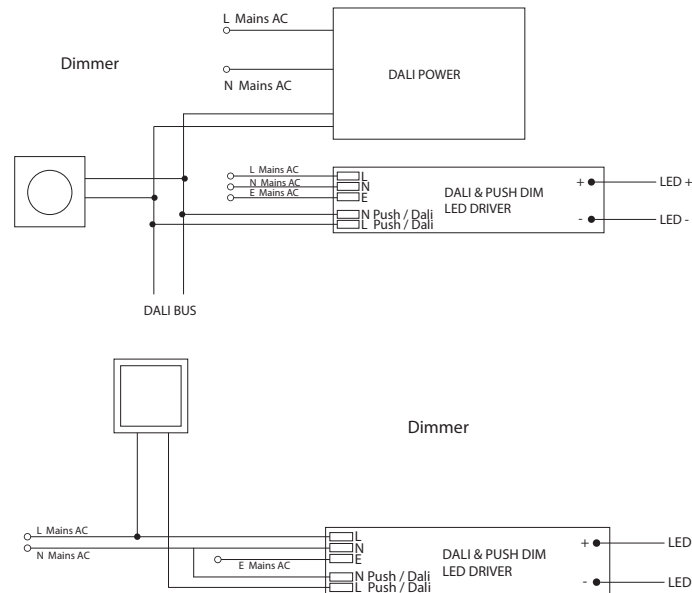 L Mains AC
Dimmer
DALI POWER
N Mains AC
L Mains AC
N Mains AC
E Mains AC
L
N
E
N Push / Dali
L Push / Dali
DALI & PUSH DIM
LED DRIVER
+
-
LED +
LED -
DALI BUS
Dimmer
L Mains AC
N Mains AC
E Mains AC
L
N
E
N Push / Dali
L Push / Dali
DALI & PUSH DIM
LED DRIVER
+
-
LED
LED